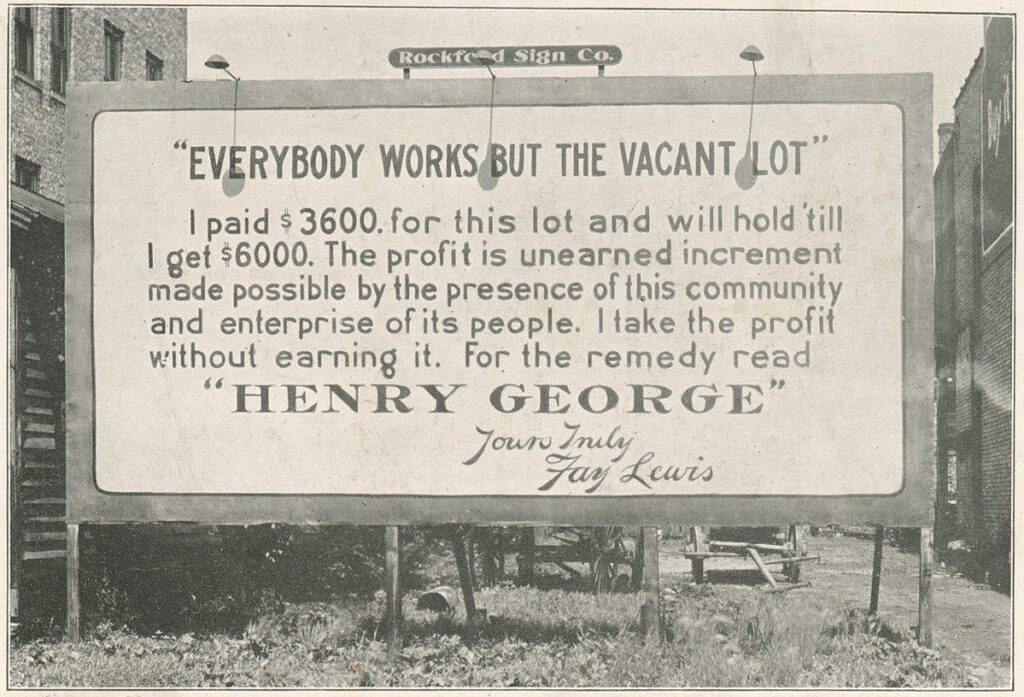 Rockford Sign Co.
"EVERYBODY WORKS BUT THE VACANT LOT"
I paid $3600. for this lot and will hold 'till
I get $6000. The profit is unearned increment
made possible by the presence of this community
and enterprise of its people. I take the profit
without earning it. For the remedy read
"HENRY GEORGE"
Yours Truly
Fay Lewis